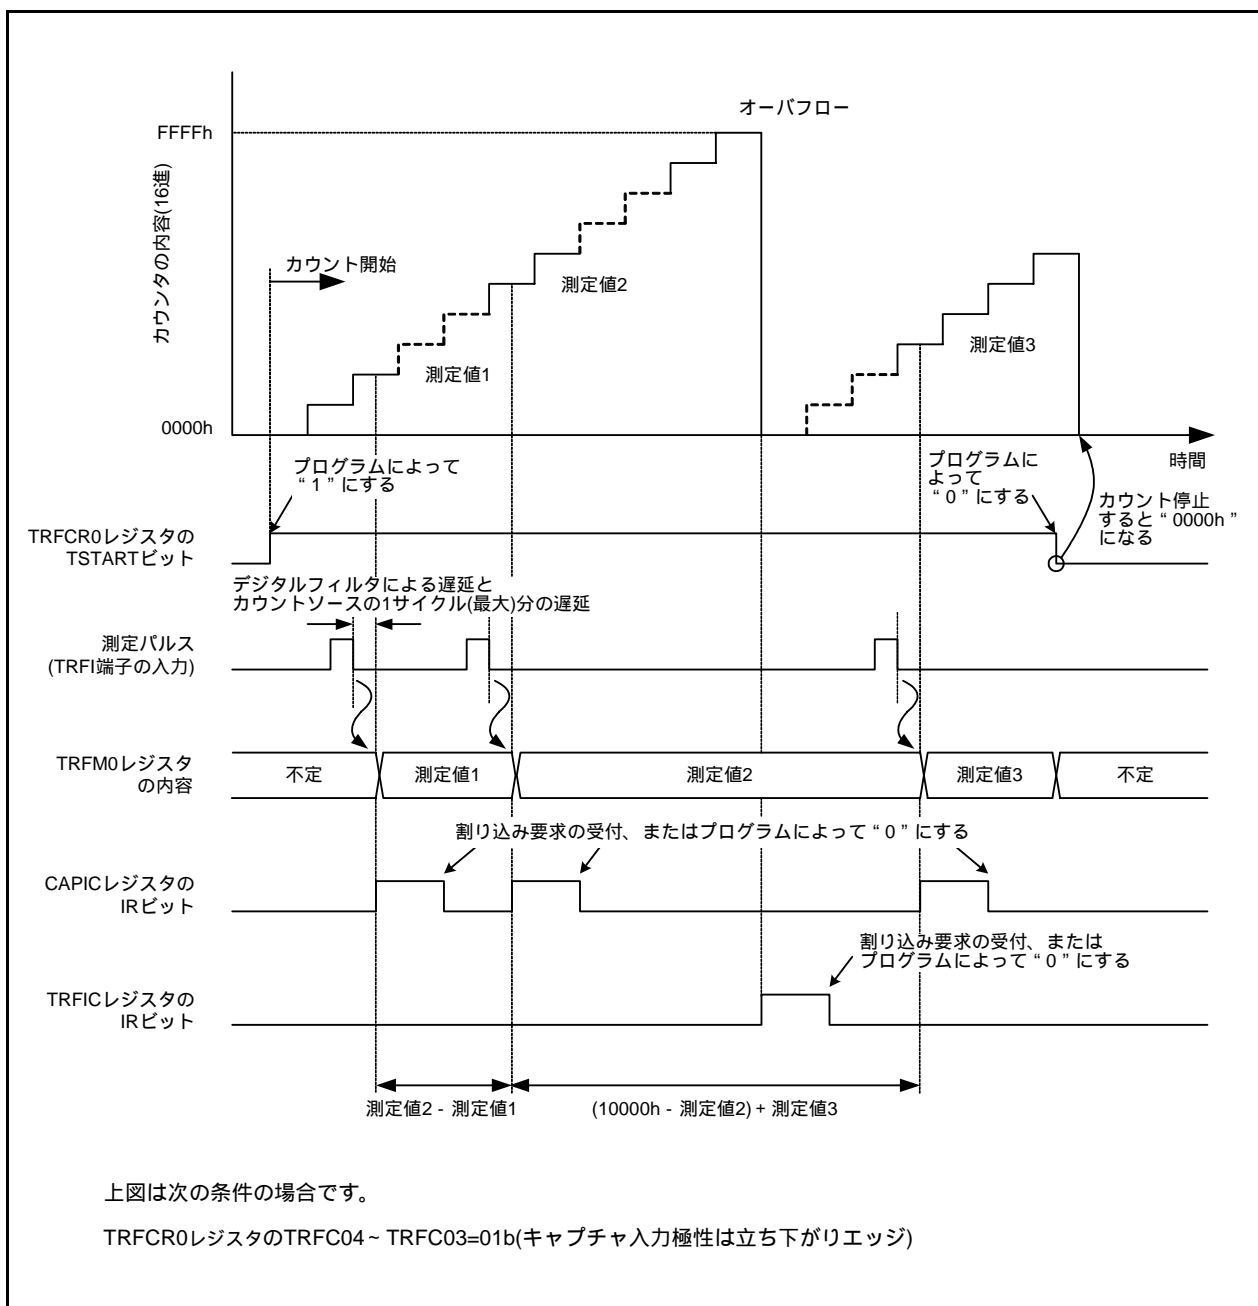 オーバフロー
FFFFh
カウンタの内容(16進)
カウント開始
測定値2
測定値1
測定値3
0000h
時間
プログラムによって
“ 1 ” にする
プログラムに
よって
“ 0 ” にする
カウント停止
すると “ 0000h ”
になる
TRFCR0レジスタの
TSTARTビット
デジタルフィルタによる遅延と
カウントソースの1サイクル(最大)分の遅延
測定パルス
(TRFI端子の入力)
TRFM0レジスタ
の内容
不定
測定値1
測定値2
測定値3
不定
割り込み要求の受付、またはプログラムによって “ 0 ” にする
CAPICレジスタの
IRビット
割り込み要求の受付、または
プログラムによって “ 0 ” にする
TRFICレジスタの
IRビット
測定値2 - 測定値1
(10000h - 測定値2) + 測定値3
上図は次の条件の場合です。
TRFCR0レジスタのTRFC04 ~ TRFC03=01b(キャプチャ入力極性は立ち下がりエッジ)